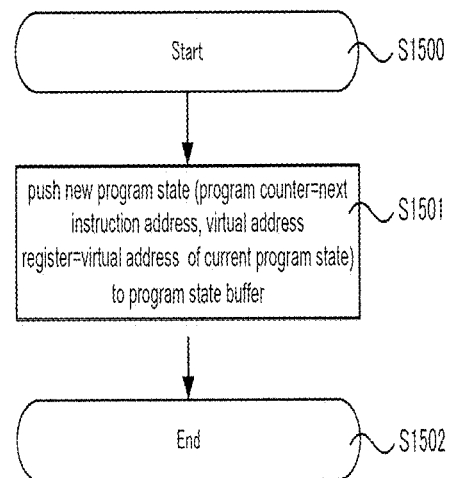 Start
S1500
push new program state (program counter=next
instruction address, virtual address
register=virtual address of current program state)
to program state buffer
S1501
End
S1502